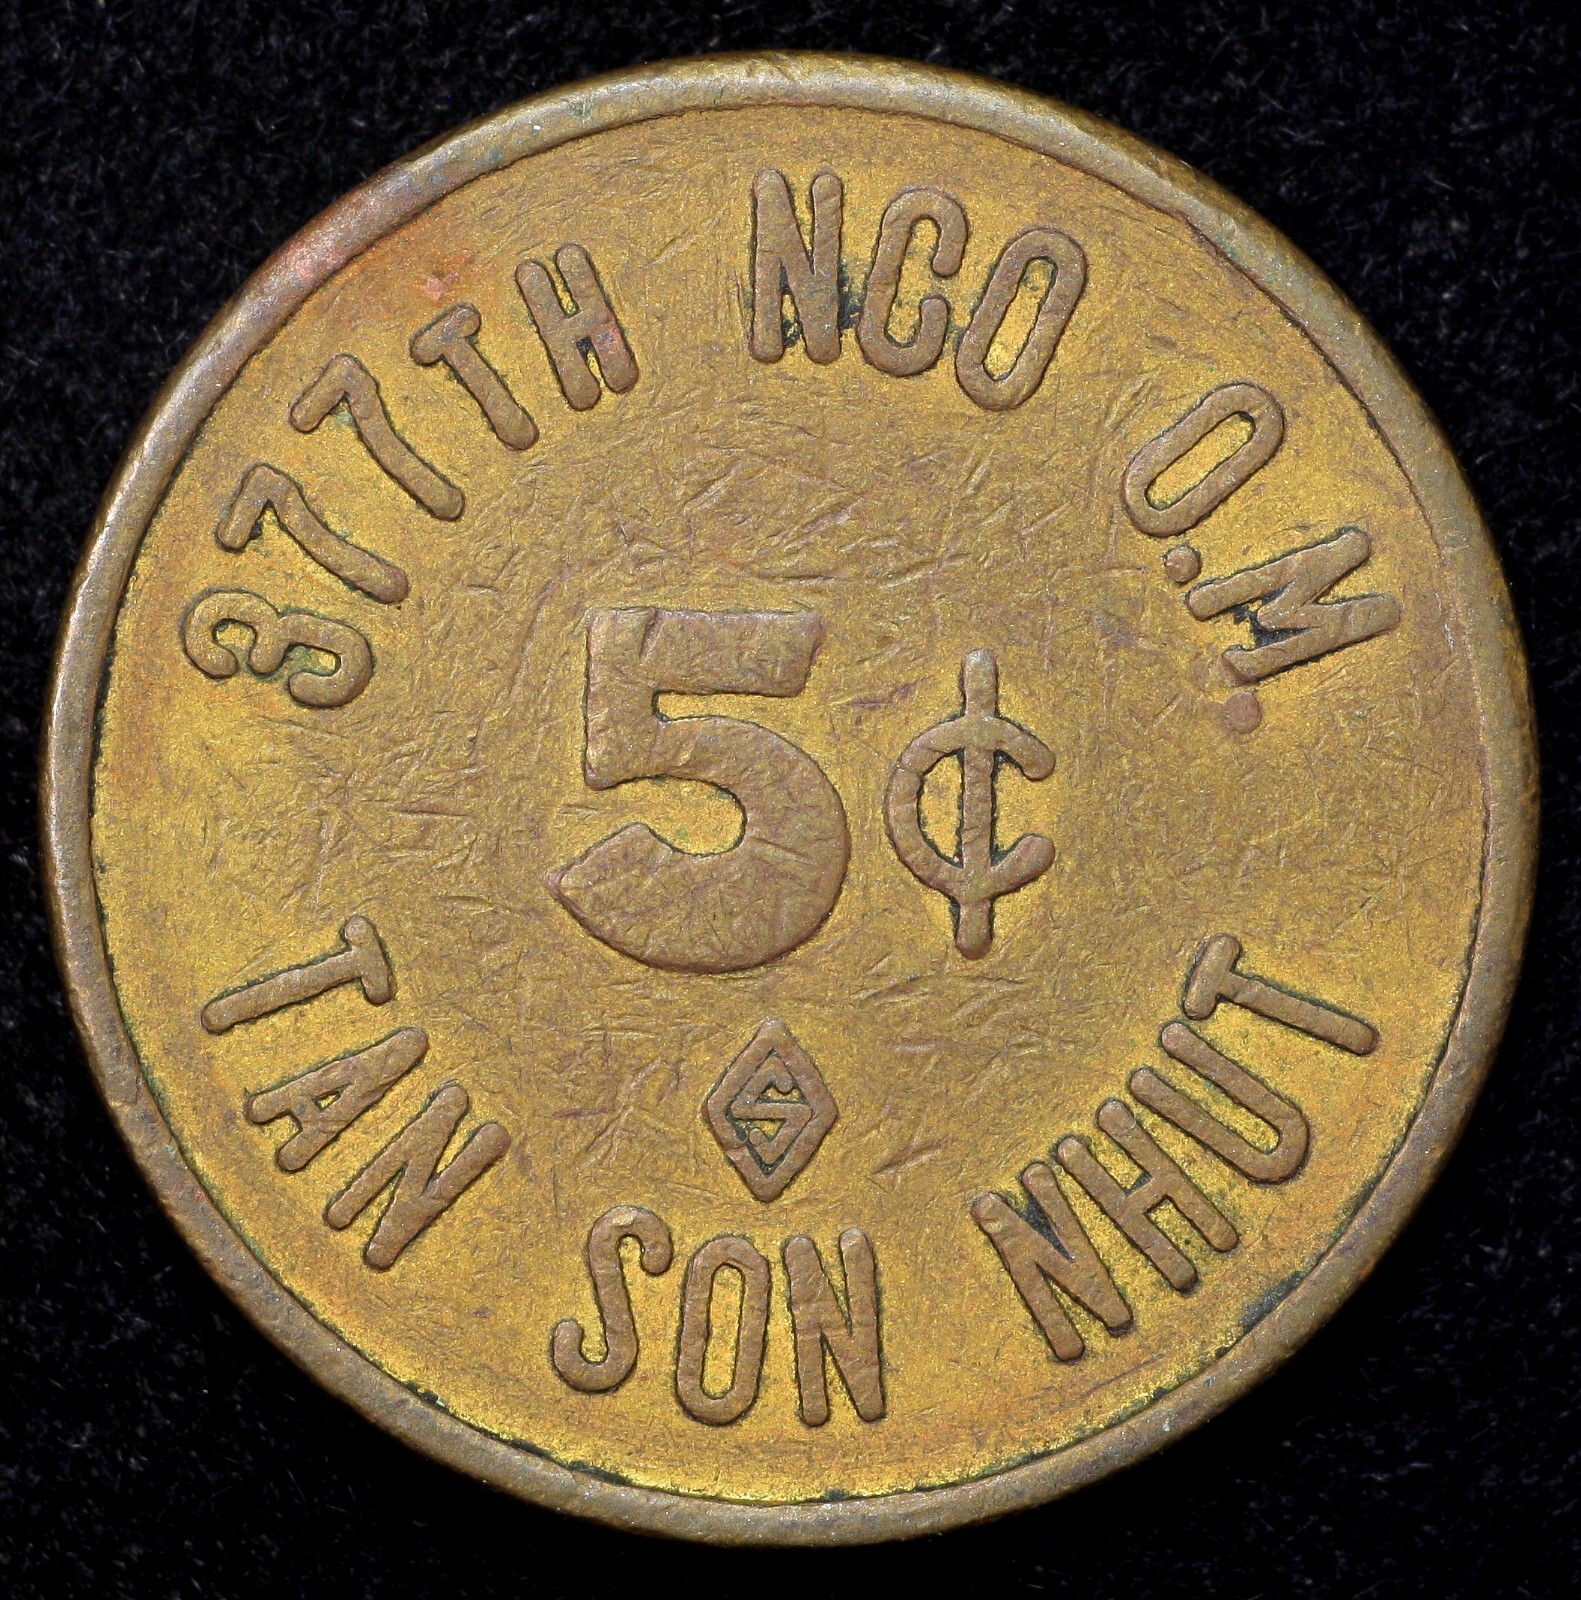 377TH NCO O.M.
5¢
S
TAN SON NHUT